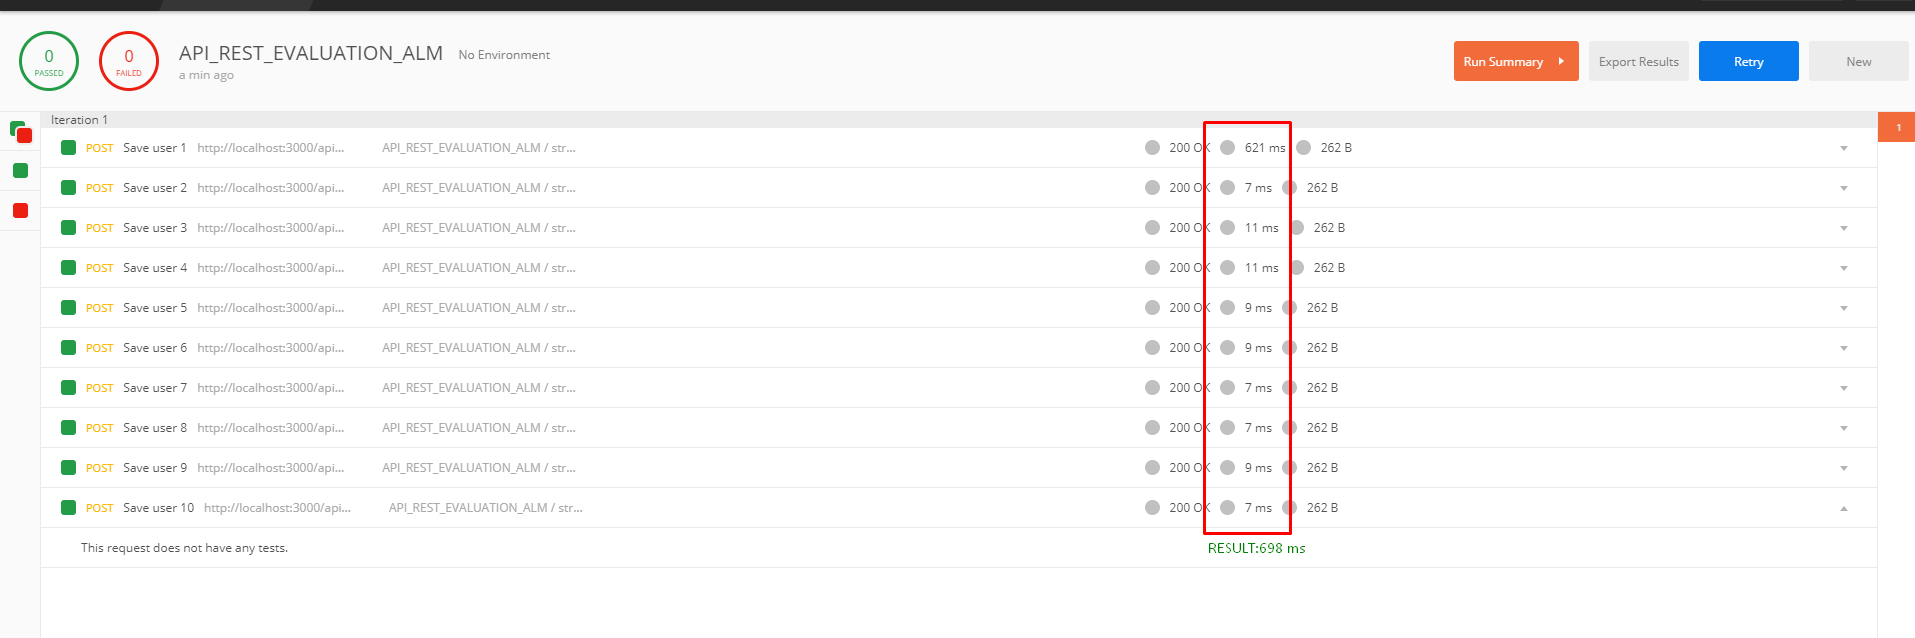 0 PASSED 0 FAILED API_REST_EVALUATION_ALM No Environment
a min ago
Run Summary Export Results Retry New
Iteration 1
1
POST Save user 1 http://localhost:3000/api... API_REST_EVALUATION_ALM / str... 200 OK 621 ms 262 B
POST Save user 2 http://localhost:3000/api... API_REST_EVALUATION_ALM / str... 200 OK 7 ms 262 B
POST Save user 3 http://localhost:3000/api... API_REST_EVALUATION_ALM / str... 200 OK 11 ms 262 B
POST Save user 4 http://localhost:3000/api... API_REST_EVALUATION_ALM / str... 200 OK 11 ms 262 B
POST Save user 5 http://localhost:3000/api... API_REST_EVALUATION_ALM / str... 200 OK 9 ms 262 B
POST Save user 6 http://localhost:3000/api... API_REST_EVALUATION_ALM / str... 200 OK 9 ms 262 B
POST Save user 7 http://localhost:3000/api... API_REST_EVALUATION_ALM / str... 200 OK 7 ms 262 B
POST Save user 8 http://localhost:3000/api... API_REST_EVALUATION_ALM / str... 200 OK 7 ms 262 B
POST Save user 9 http://localhost:3000/api... API_REST_EVALUATION_ALM / str... 200 OK 9 ms 262 B
POST Save user 10 http://localhost:3000/api... API_REST_EVALUATION_ALM / str... 200 OK 7 ms 262 B
This request does not have any tests. RESULT:698 ms